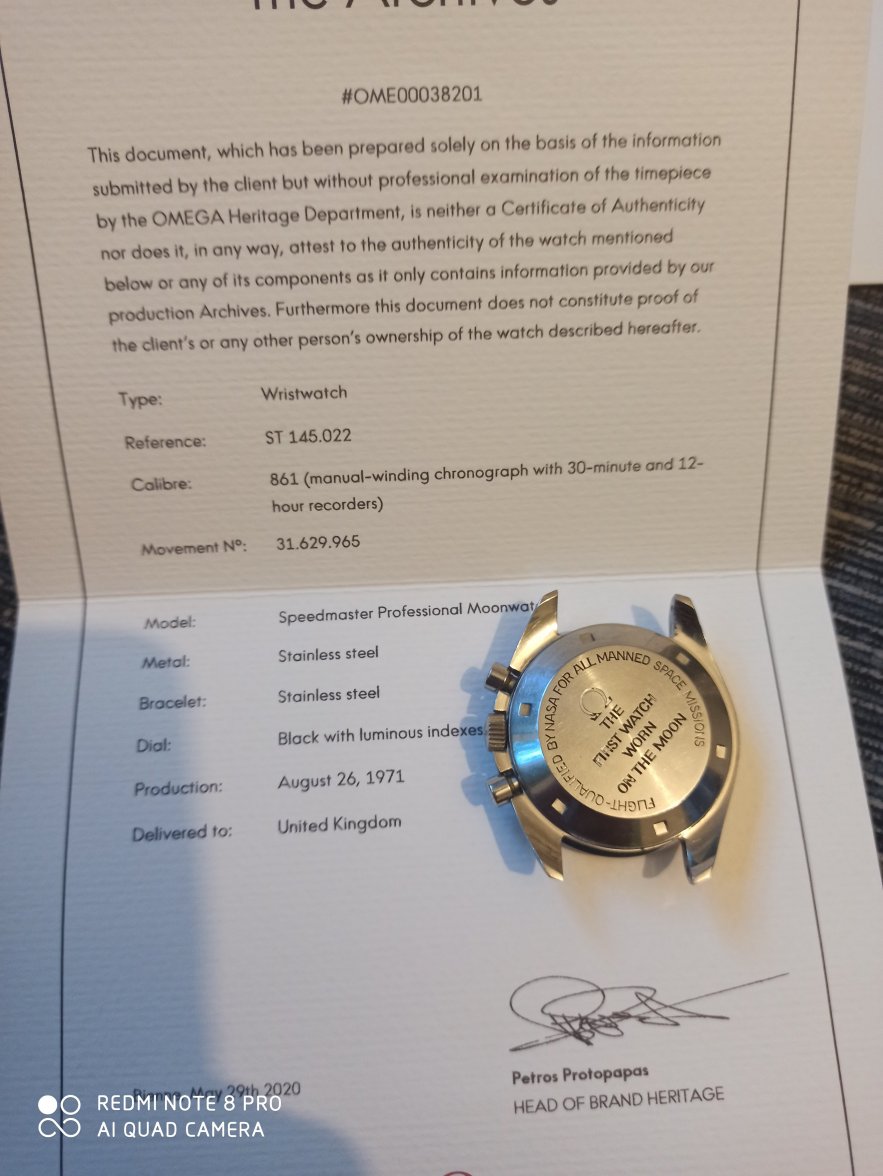 The Archives
#OME00038201
This document, which has been prepared solely on the basis of the information
submitted by the client but without professional examination of the timepiece
by the OMEGA Heritage Department, is neither a Certificate of Authenticity
nor does it, in any way, attest to the authenticity of the watch mentioned
below or any of its components as it only contains information provided by our
production Archives. Furthermore this document does not constitute proof of
the client's or any other person's ownership of the watch described hereafter.
Type: Wristwatch
Reference: ST 145.022
Calibre: 861 (manual-winding chronograph with 30-minute and 12-
hour recorders)
Movement Nº: 31.629.965
Model: Speedmaster Professional Moonwat
Metal: Stainless steel
Bracelet: Stainless steel
Dial: Black with luminous indexes
Production: August 26, 1971
Delivered to: United Kingdom
FLIGHT-QUALIFIED BY NASA FOR ALL MANNED SPACE MISSIONS
THE
FIRST WATCH
WORN
ON THE MOON
Petros Protopapas
HEAD OF BRAND HERITAGE
May 29th 2020
REDMI NOTE 8 PRO
AI QUAD CAMERA